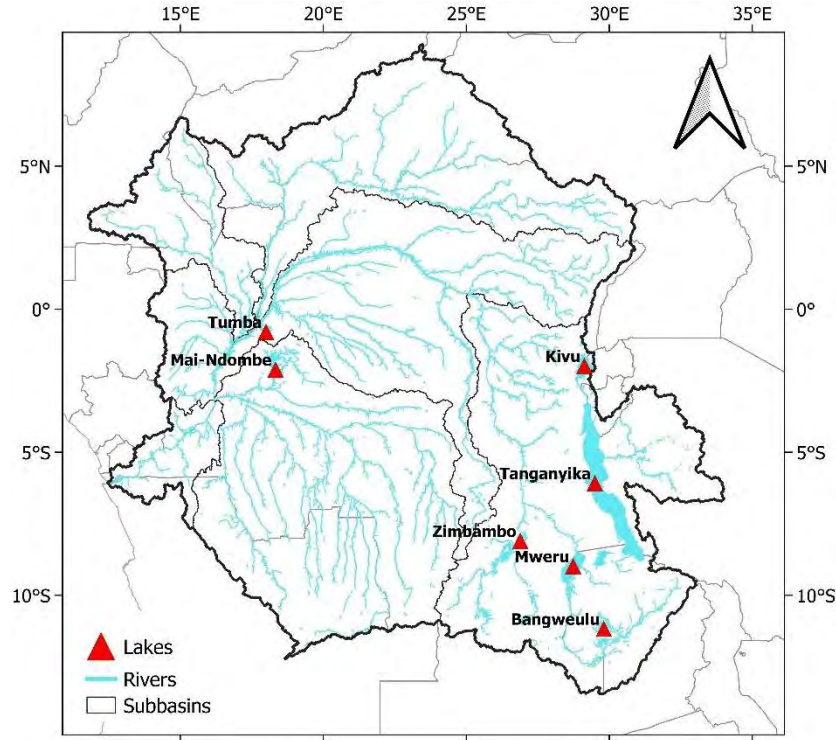 15°E 20°E 25°E 30°E 35°E
5°N 5°N
0° 0°
Tumba
Mai-Ndombe
Kivu
5°S 5°S
Tanganyika
Zimbambo
Mweru
10°S 10°S
Bangweulu
Lakes
Rivers
Subbasins